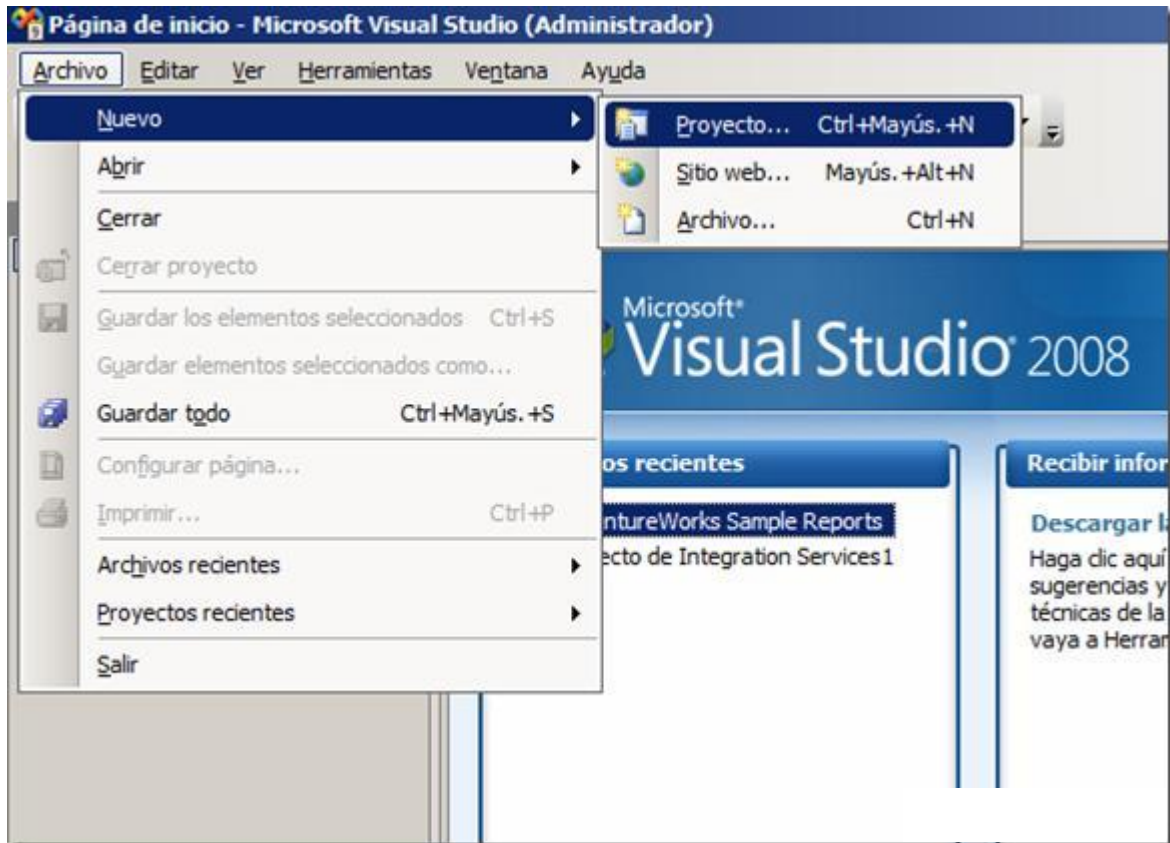 Página de inicio - Microsoft Visual Studio (Administrador)
Archivo Editar Ver Herramientas Ventana Ayuda
Nuevo
Proyecto... Ctrl+Mayús.+N
Abrir
Sitio web... Mayús.+Alt+N
Cerrar
Archivo... Ctrl+N
Cerrar proyecto
Guardar los elementos seleccionados Ctrl+S
Guardar elementos seleccionados como...
Guardar todo Ctrl+Mayús.+S
Configurar página...
Imprimir... Ctrl+P
Archivos recientes
Proyectos recientes
Salir
Microsoft®
Visual Studio® 2008
os recientes
ntureWorks Sample Reports
ecto de Integration Services1
Recibir infor
Descargar la
Haga clic aquí
sugerencias y
técnicas de la
vaya a Herrar